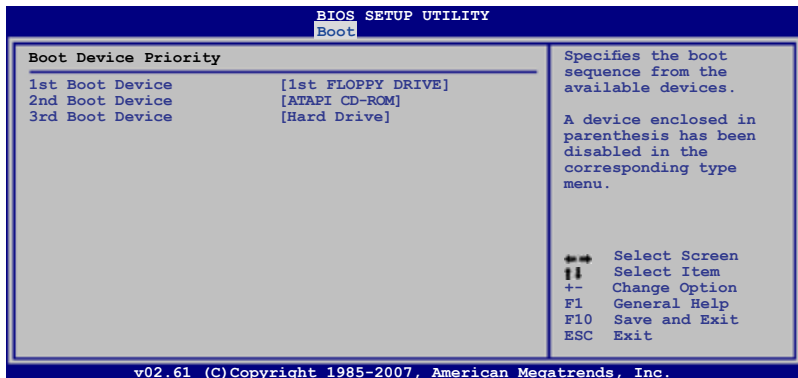 BIOS SETUP UTILITY
Boot
Boot Device Priority
1st Boot Device [1st FLOPPY DRIVE]
2nd Boot Device [ATAPI CD-ROM]
3rd Boot Device [Hard Drive]
Specifies the boot
sequence from the
available devices.
A device enclosed in
parenthesis has been
disabled in the
corresponding type
menu.
←→ Select Screen
↑↓ Select Item
+- Change Option
F1 General Help
F10 Save and Exit
ESC Exit
v02.61 (C)Copyright 1985-2007, American Megatrends, Inc.